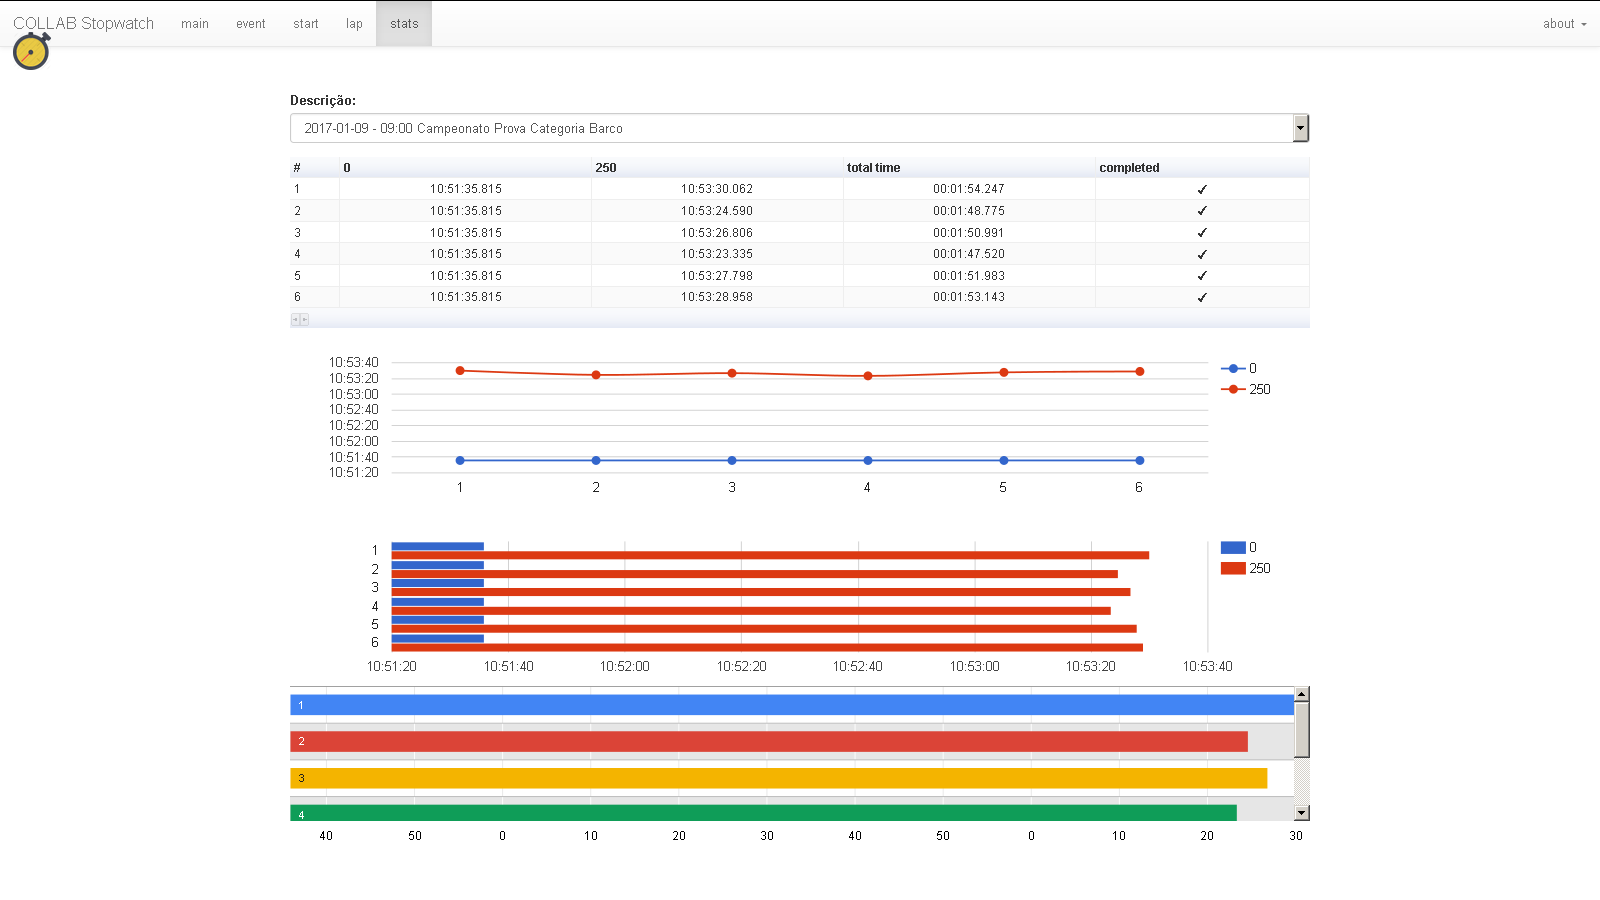 COLLAB Stopwatch main event start lap stats about
Descrição:
2017-01-09 - 09:00 Campeonato Prova Categoria Barco
# 0 250 total time completed
1 10:51:35.815 10:53:30.062 00:01:54.247 ✓
2 10:51:35.815 10:53:24.590 00:01:48.775 ✓
3 10:51:35.815 10:53:26.806 00:01:50.991 ✓
4 10:51:35.815 10:53:23.335 00:01:47.520 ✓
5 10:51:35.815 10:53:27.798 00:01:51.983 ✓
6 10:51:35.815 10:53:28.958 00:01:53.143 ✓
10:53:40
10:53:20
10:53:00
10:52:40
10:52:20
10:52:00
10:51:40
10:51:20
1 2 3 4 5 6
0
250
1
2
3
4
5
6
10:51:20 10:51:40 10:52:00 10:52:20 10:52:40 10:53:00 10:53:20 10:53:40
0
250
1
2
3
4
40 50 0 10 20 30 40 50 0 10 20 30